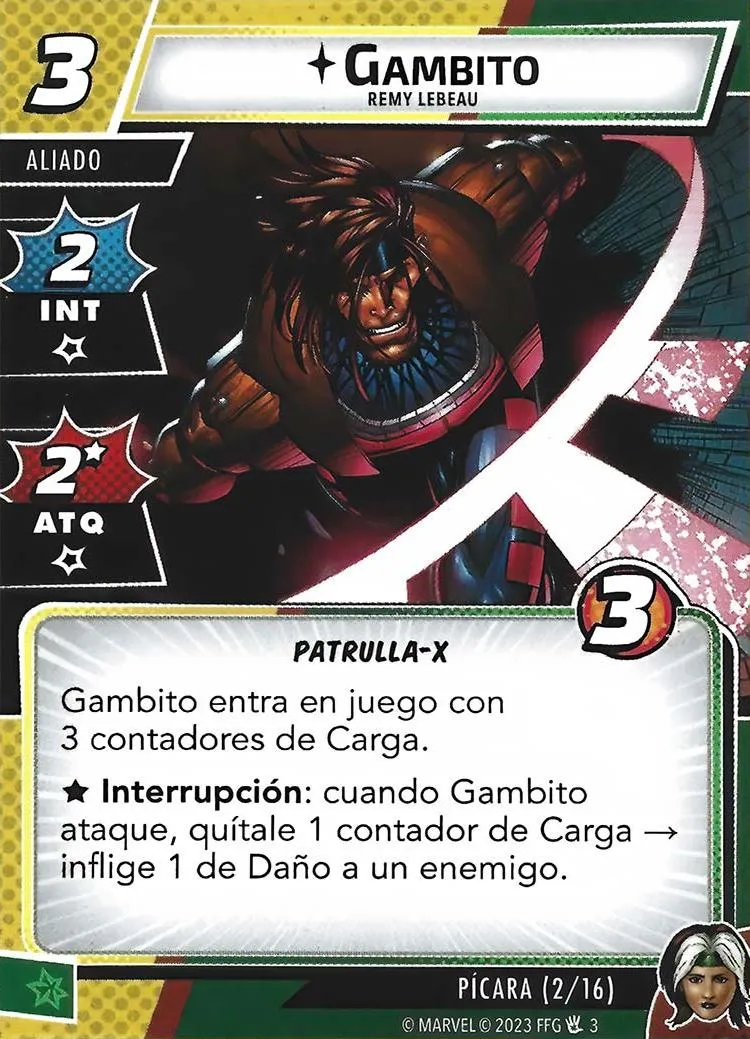 3
GAMBITO
REMY LEBEAU
ALIADO
2
INT
2
ATQ
3
PATRULLA-X
Gambito entra en juego con
3 contadores de Carga.
★ Interrupción: cuando Gambito
ataque, quítale 1 contador de Carga →
inflige 1 de Daño a un enemigo.
PÍCARA (2/16)
© MARVEL © 2023 FFG 3